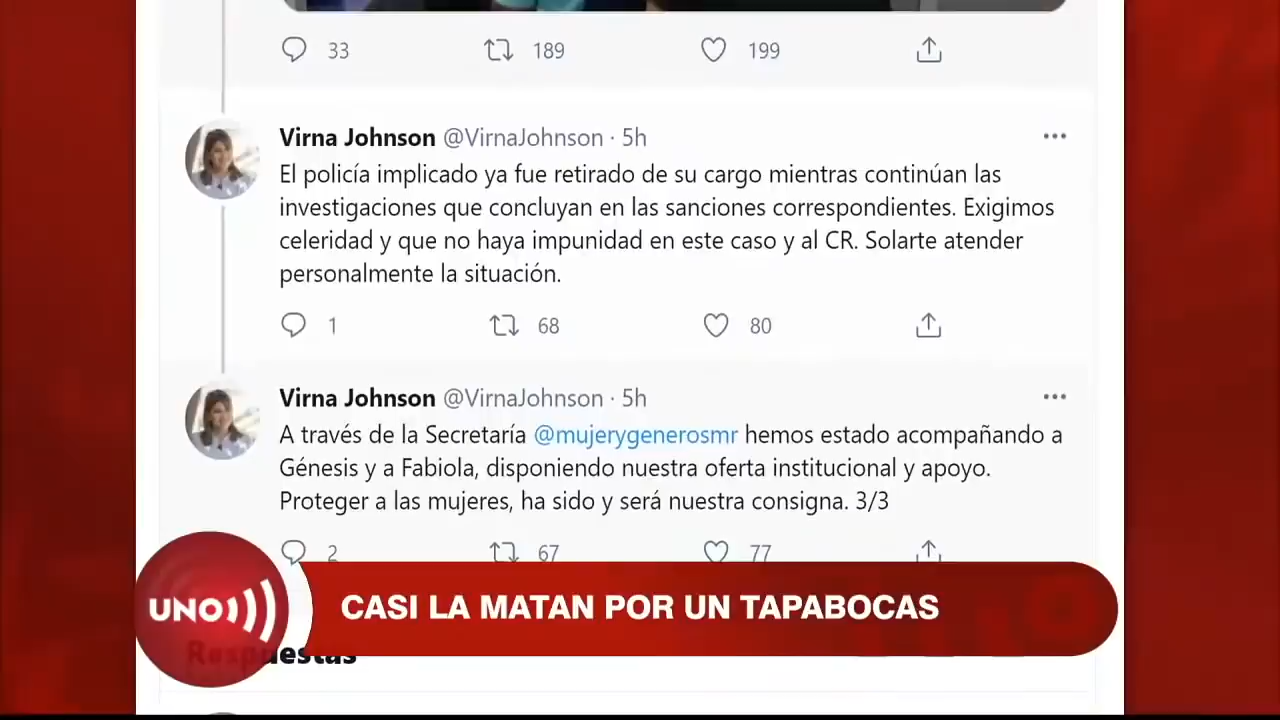 33 189 199
Virna Johnson @VirnaJohnson · 5h
El policía implicado ya fue retirado de su cargo mientras continúan las
investigaciones que concluyan en las sanciones correspondientes. Exigimos
celeridad y que no haya impunidad en este caso y al CR. Solarte atender
personalmente la situación.
1 68 80
Virna Johnson @VirnaJohnson · 5h
A través de la Secretaría @mujerygenerosmr hemos estado acompañando a
Génesis y a Fabiola, disponiendo nuestra oferta institucional y apoyo.
Proteger a las mujeres, ha sido y será nuestra consigna. 3/3
2 67 77
UNO
CASI LA MATAN POR UN TAPABOCAS
Respuestas